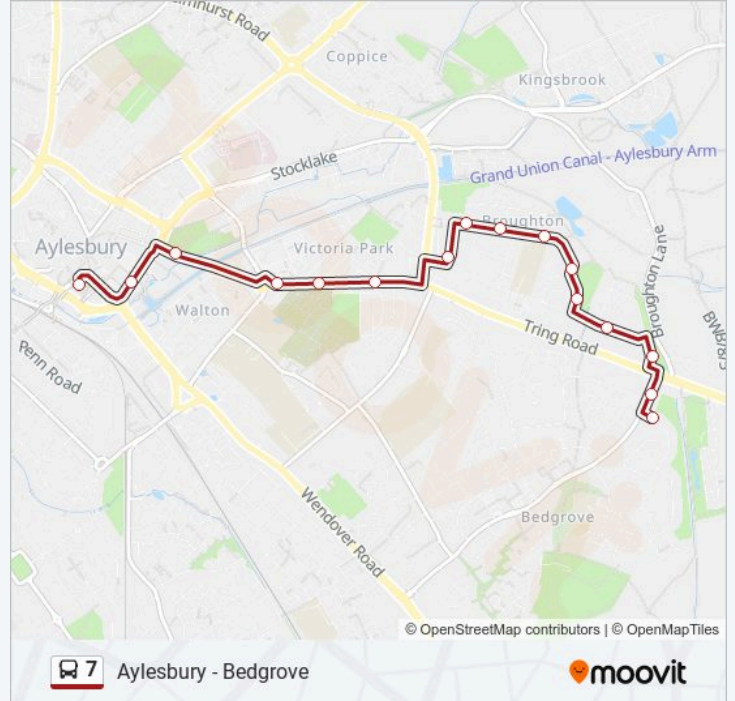 Coppice
Kingsbrook
Stocklake
Grand Union Canal - Aylesbury Arm
Broughton
Aylesbury
Victoria Park
Broughton Lane
Walton
Tring Road
Penn Road
Bedgrove
Wendover Road
© OpenStreetMap contributors | © OpenMapTiles
7 Aylesbury - Bedgrove
moovit